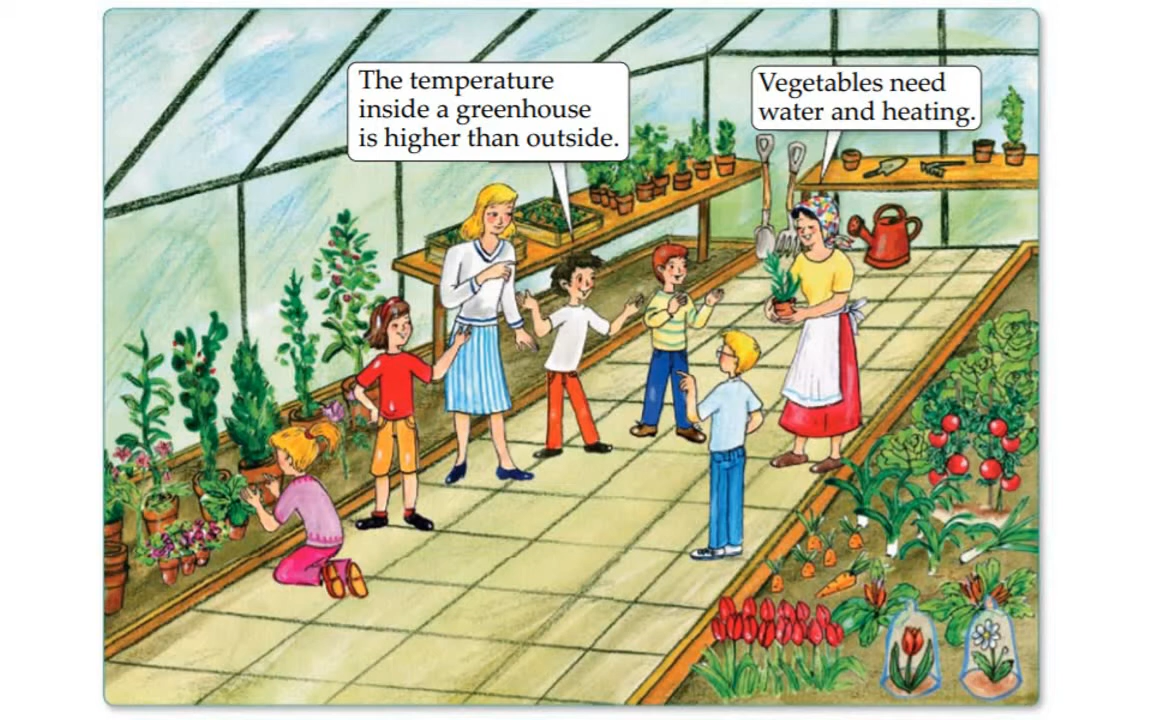 The temperature
inside a greenhouse
is higher than outside.
Vegetables need
water and heating.